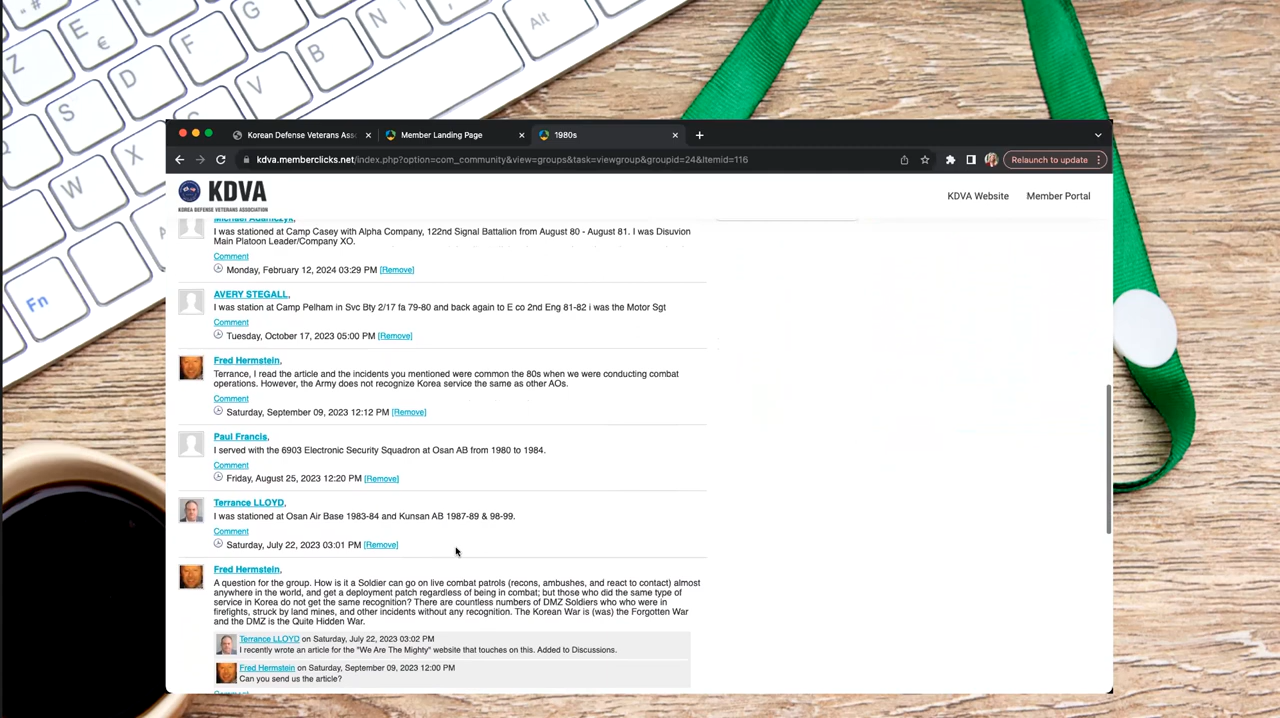 #
E
€
G
Z
F
N
Alt
D
B
S
V
X
W
Fn
Korean Defense Veterans Ass
Member Landing Page
1980s
kdva.memberclicks.net/index.php?option=com_community&view=groups&task=viewgroup&groupid=24&Itemid=116
Relaunch to update
KDVA
KOREA DEFENSE VETERANS ASSOCIATION
KDVA Website
Member Portal
Michael Adamczyk,
I was stationed at Camp Casey with Alpha Company, 122nd Signal Battalion from August 80 - August 81. I was Disuvion
Main Platoon Leader/Company XO.
Comment
Monday, February 12, 2024 03:29 PM [Remove]
AVERY STEGALL,
I was station at Camp Pelham in Svc Bty 2/17 fa 79-80 and back again to E co 2nd Eng 81-82 i was the Motor Sgt
Comment
Tuesday, October 17, 2023 05:00 PM [Remove]
Fred Hermstein,
Terrance, I read the article and the incidents you mentioned were common the 80s when we were conducting combat
operations. However, the Army does not recognize Korea service the same as other AOs.
Comment
Saturday, September 09, 2023 12:12 PM [Remove]
Paul Francis,
I served with the 6903 Electronic Security Squadron at Osan AB from 1980 to 1984.
Comment
Friday, August 25, 2023 12:20 PM [Remove]
Terrance LLOYD,
I was stationed at Osan Air Base 1983-84 and Kunsan AB 1987-89 & 98-99.
Comment
Saturday, July 22, 2023 03:01 PM [Remove]
Fred Hermstein,
A question for the group. How is it a Soldier can go on live combat patrols (recons, ambushes, and react to contact) almost
anywhere in the world, and get a deployment patch regardless of being in combat; but those who did the same type of
service in Korea do not get the same recognition? There are countless numbers of DMZ Soldiers who who were in
firefights, struck by land mines, and other incidents without any recognition. The Korean War is (was) the Forgotten War
and the DMZ is the Quite Hidden War.
Terrance LLOYD on Saturday, July 22, 2023 03:02 PM
I recently wrote an article for the "We Are The Mighty" website that touches on this. Added to Discussions.
Fred Hermstein on Saturday, September 09, 2023 12:00 PM
Can you send us the article?